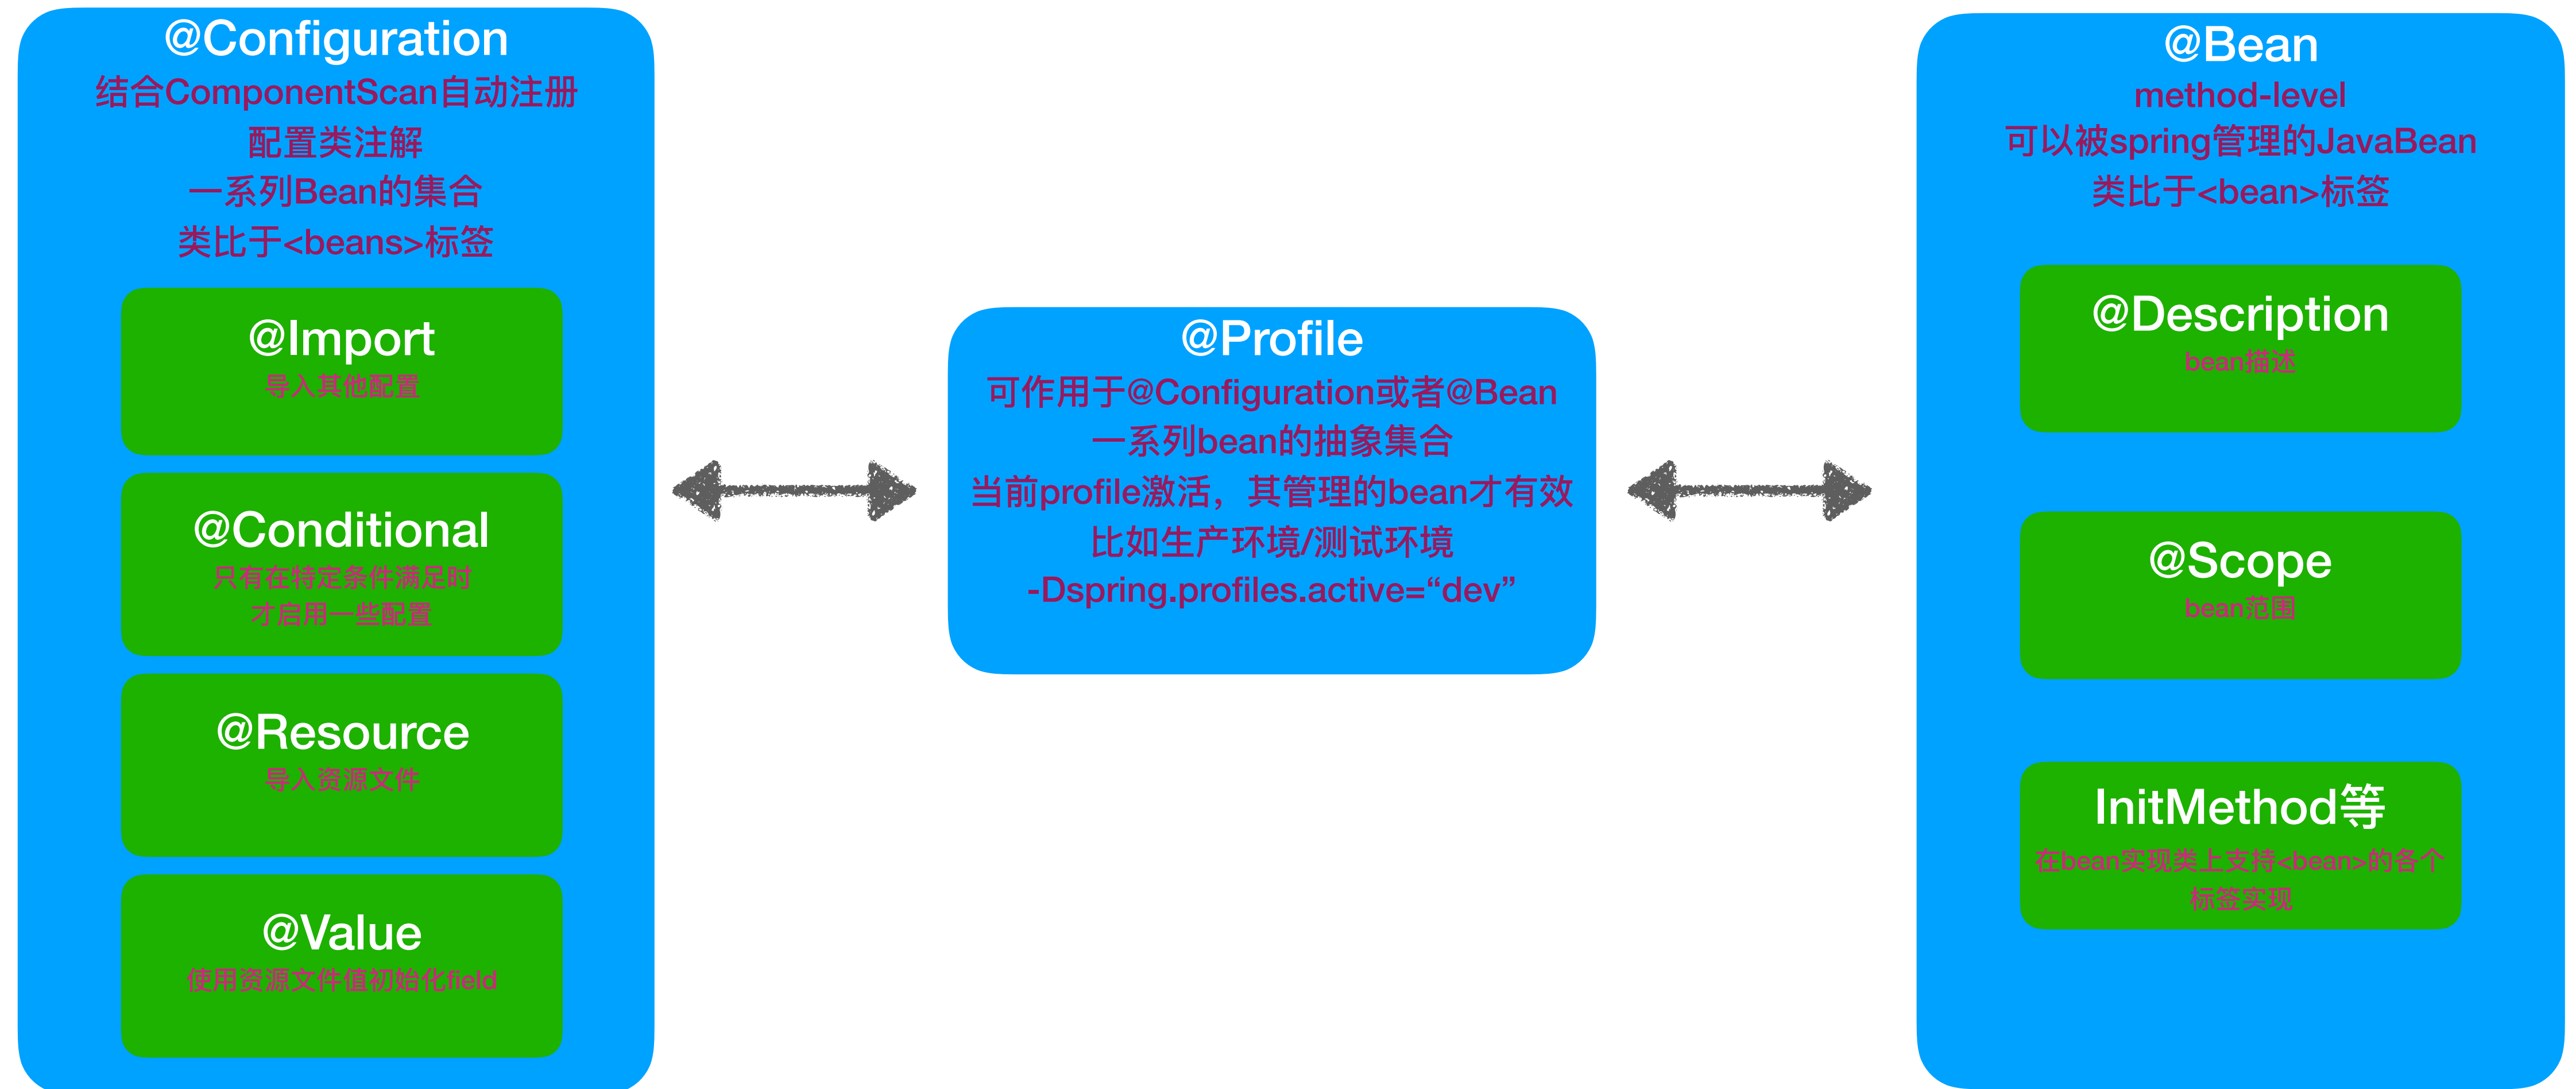 @Configuration
结合ComponentScan自动注册
配置类注解
一系列Bean的集合
类比于<beans>标签
@Import
导入其他配置
@Conditional
只有在特定条件满足时
才启用一些配置
@Resource
导入资源文件
@Value
使用资源文件值初始化field
@Profile
可作用于@Configuration或者@Bean
一系列bean的抽象集合
当前profile激活，其管理的bean才有效
比如生产环境/测试环境
-Dspring.profiles.active=“dev”
@Bean
method-level
可以被spring管理的JavaBean
类比于<bean>标签
@Description
bean描述
@Scope
bean范围
InitMethod等
在bean实现类上支持<bean>的各个
标签实现